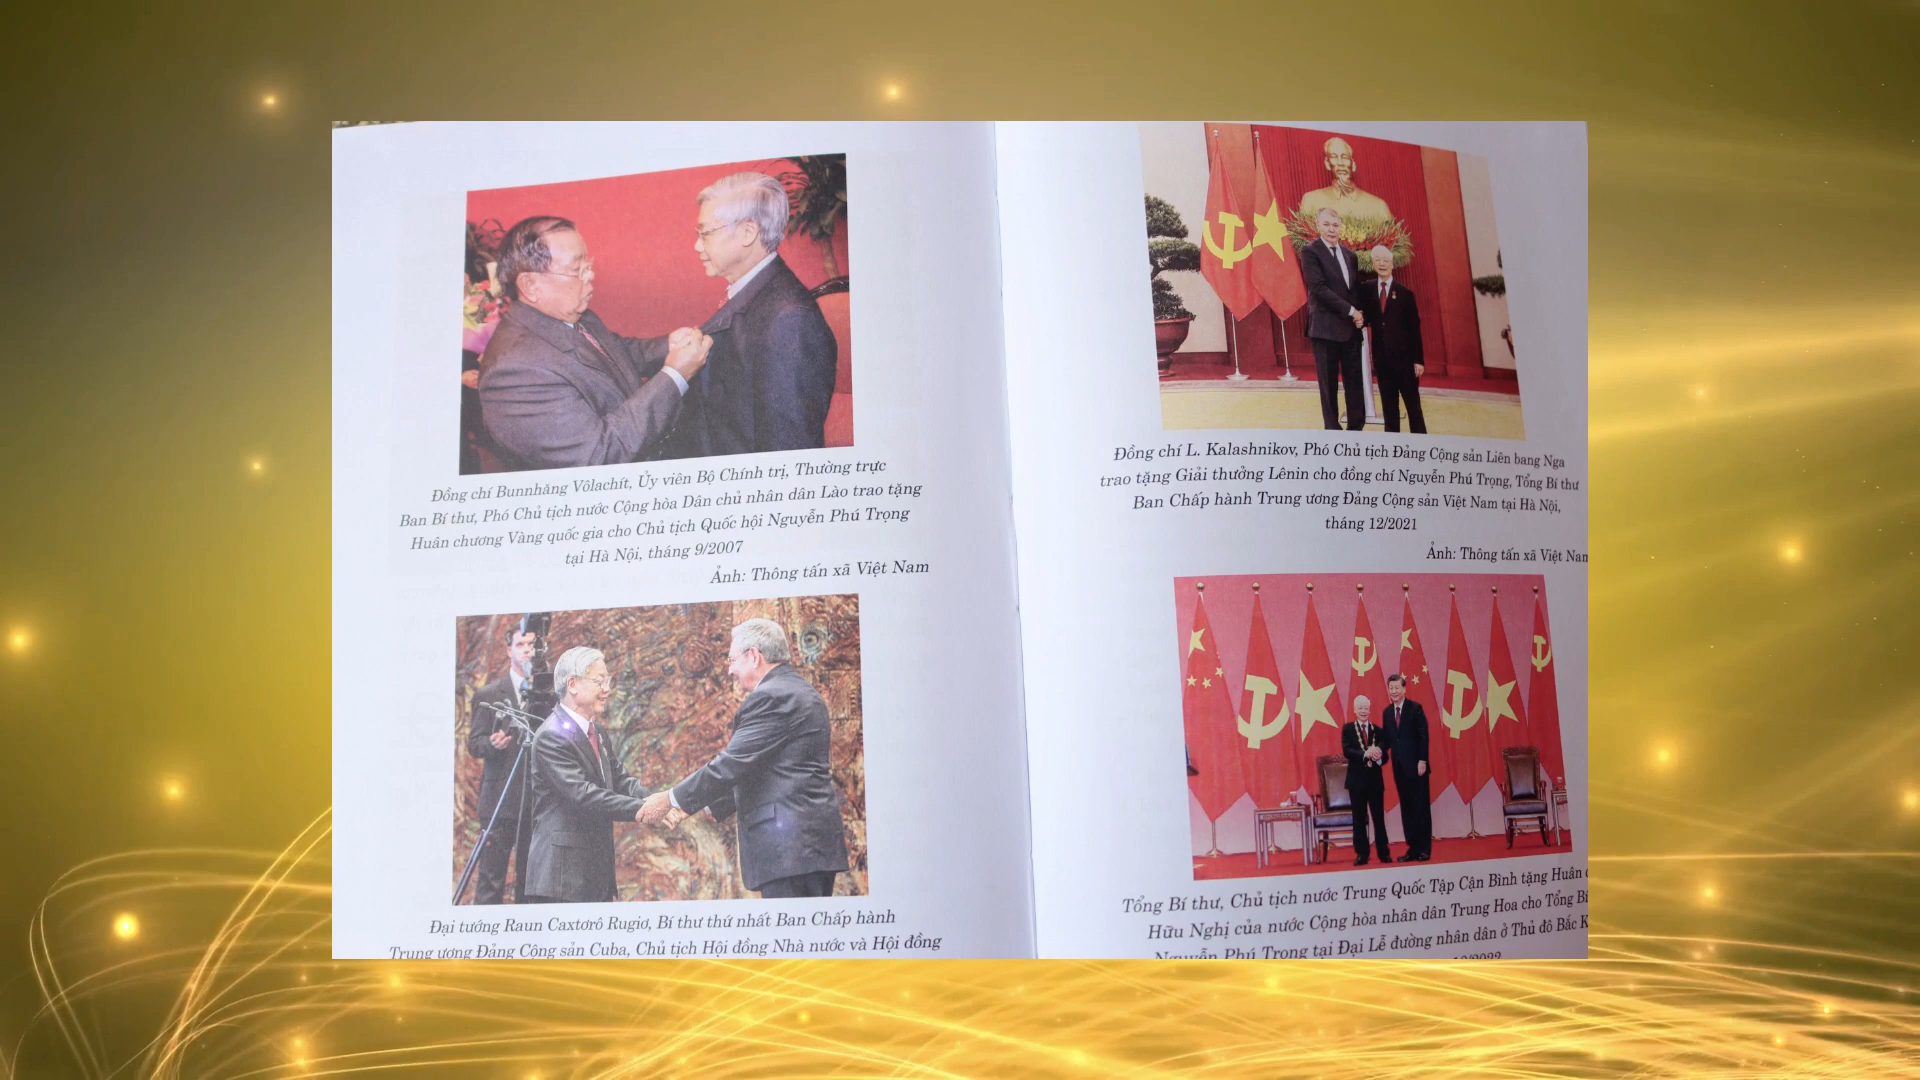 Đồng chí Bunnhăng Vôlachít, Ủy viên Bộ Chính trị, Thường trực
Ban Bí thư, Phó Chủ tịch nước Cộng hòa Dân chủ nhân dân Lào trao tặng
Huân chương Vàng quốc gia cho Chủ tịch Quốc hội Nguyễn Phú Trọng
tại Hà Nội, tháng 9/2007
Ảnh: Thông tấn xã Việt Nam
Đại tướng Raun Caxtơrô Rugiơ, Bí thư thứ nhất Ban Chấp hành
Trung ương Đảng Cộng sản Cuba, Chủ tịch Hội đồng Nhà nước và Hội đồng
Đồng chí L. Kalashnikov, Phó Chủ tịch Đảng Cộng sản Liên bang Nga
trao tặng Giải thưởng Lênin cho đồng chí Nguyễn Phú Trọng, Tổng Bí thư
Ban Chấp hành Trung ương Đảng Cộng sản Việt Nam tại Hà Nội,
tháng 12/2021
Ảnh: Thông tấn xã Việt Nam
Tổng Bí thư, Chủ tịch nước Trung Quốc Tập Cận Bình tặng Huân
Hữu Nghị của nước Cộng hòa nhân dân Trung Hoa cho Tổng Bí
Nguyễn Phú Trọng tại Đại Lễ đường nhân dân ở Thủ đô Bắc K